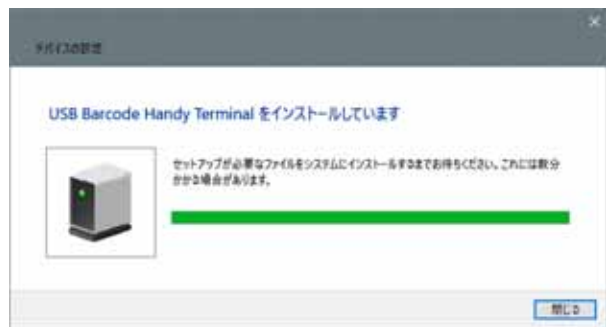 デバイスの設定
USB Barcode Handy Terminal をインストールしています
セットアップが必要なファイルをシステムにインストールするまでお待ちください。これには数分
かかる場合があります。
閉じる